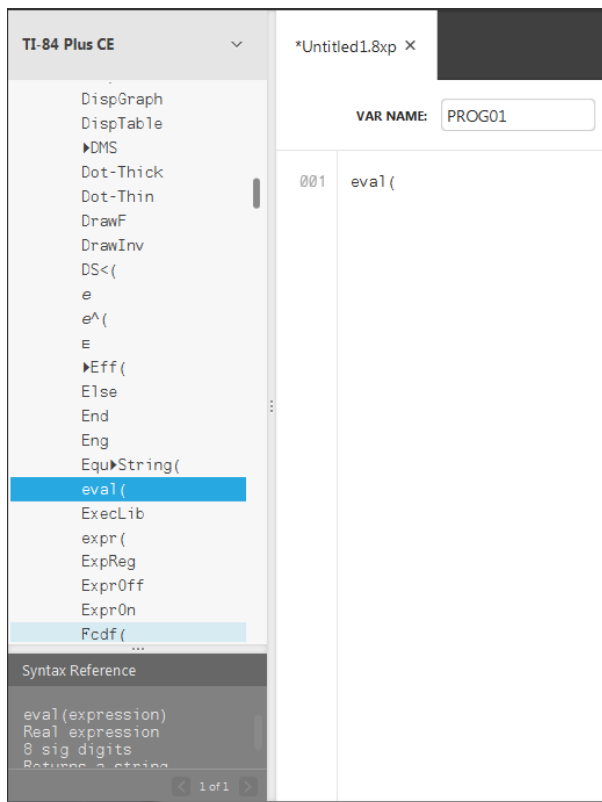 TI-84 Plus CE
*Untitled1.8xp ×
DispGraph
DispTable
▶DMS
Dot-Thick
Dot-Thin
DrawF
DrawInv
DS<(
e
e^(
ᴇ
▶Eff(
Else
End
Eng
Equ▶String(
eval(
ExecLib
expr(
ExpReg
ExprOff
ExprOn
Fcdf(
Syntax Reference
eval(expression)
Real expression
8 sig digits
Returns a string
< 1 of 1 >
VAR NAME: PROG01
001 eval(